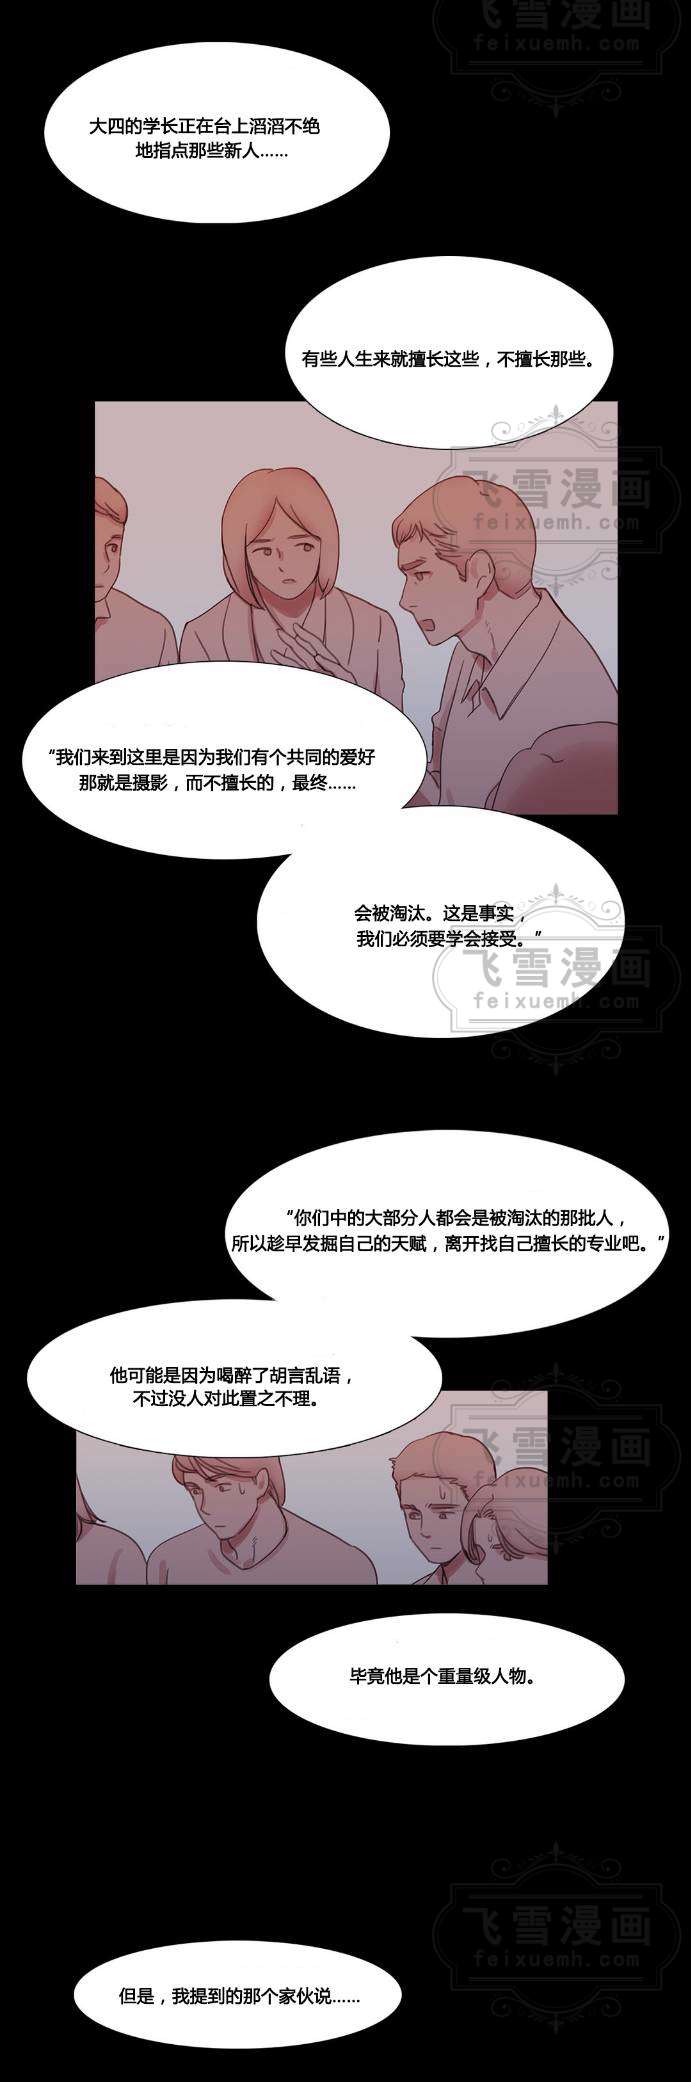 飞雪漫画
feixuemh.com
大四的学长正在台上滔滔不绝
地指点那些新人……
有些人生来就擅长这些，不擅长那些。
飞雪漫画
feixuemh.com
“我们来到这里是因为我们有个共同的爱好
那就是摄影，而不擅长的，最终……
会被淘汰。这是事实，
我们必须要学会接受。”
飞雪漫画
feixuemh.com
“你们中的大部分人都会是被淘汰的那批人，
所以趁早发掘自己的天赋，离开找自己擅长的专业吧。”
他可能是因为喝醉了胡言乱语，
不过没人对此置之不理。
飞雪漫画
feixuemh.com
毕竟他是个重量级人物。
飞雪漫画
feixuemh.com
但是，我提到的那个家伙说……